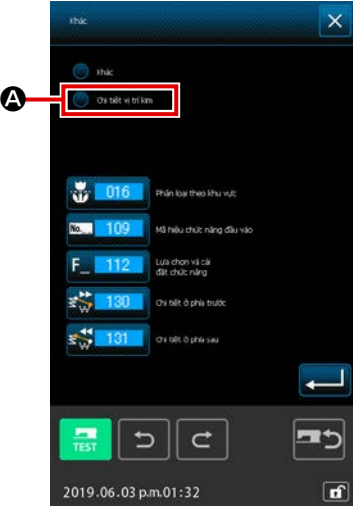 Khác
Khác
A
Chi tiết vị trí kim
016 Phân loại theo khu vực
No. 109 Mã hiệu chức năng đầu vào
F_ 112 Lựa chọn và cài
đặt chức năng
130 Chi tiết ở phía trước
131 Chi tiết ở phía sau
TEST
2019.06.03 p.m.01:32